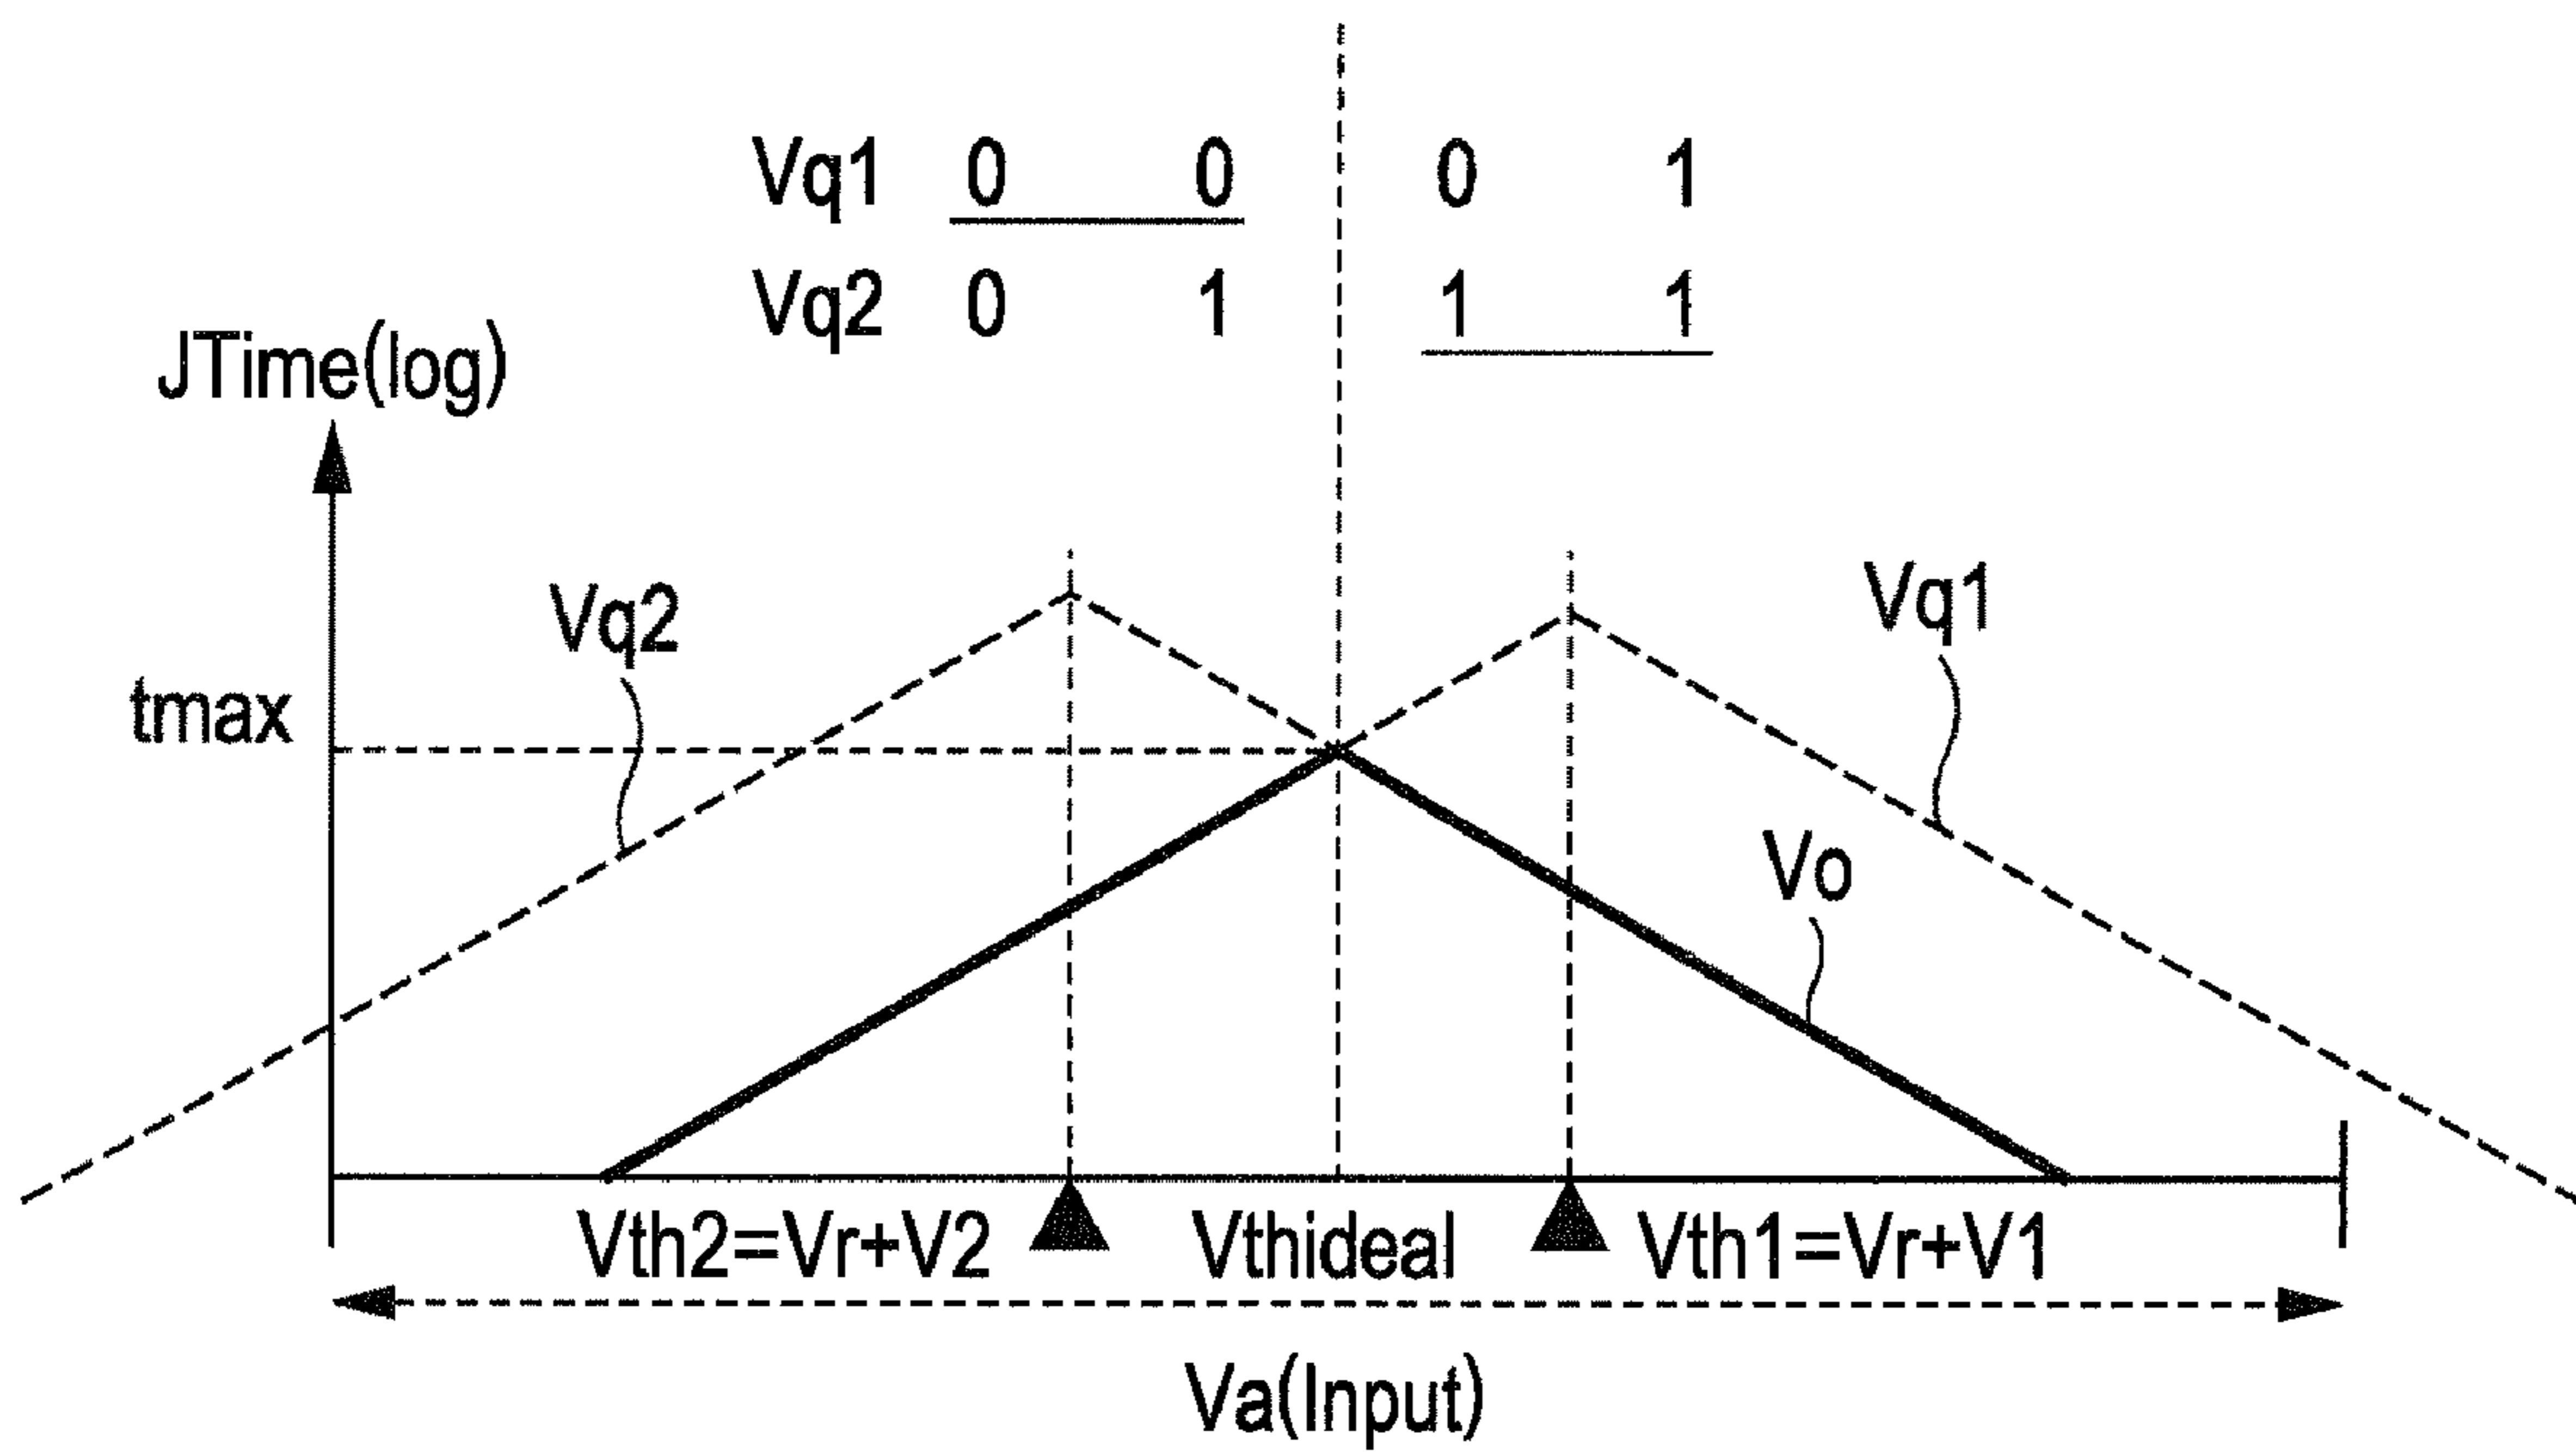 Vq1 0 0 0 1
Vq2 0 1 1 1
JTime(log)
Vq2
Vq1
tmax
Vo
Vth2=Vr+V2 Vthideal Vth1=Vr+V1
Va(Input)